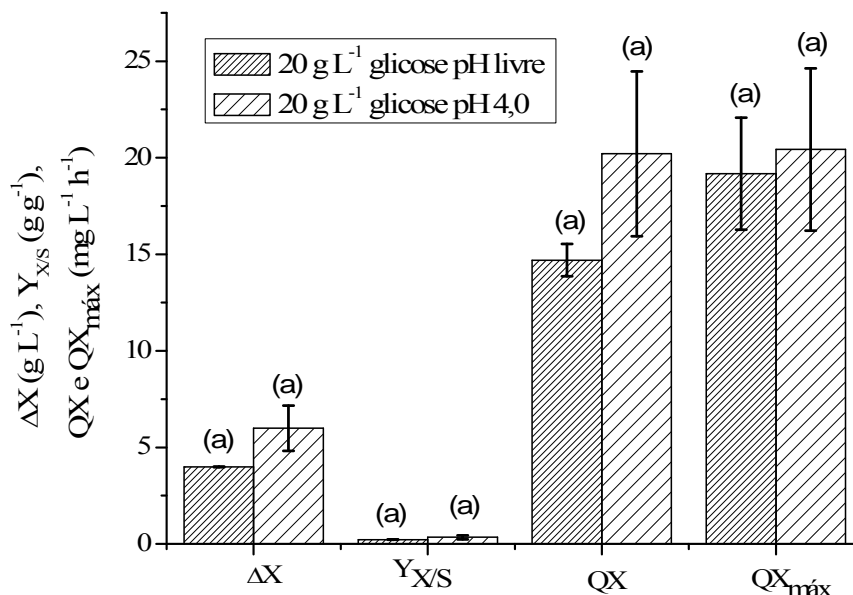 25
20
15
10
5
0
ΔX (g L⁻¹), Y_X/S (g g⁻¹),
QX e QX_máx (mg L⁻¹ h⁻¹)
20 g L⁻¹ glicose pH livre
20 g L⁻¹ glicose pH 4,0
(a)
(a)
(a)
(a)
(a)
(a)
(a)
(a)
ΔX
Y_X/S
QX
QX_máx